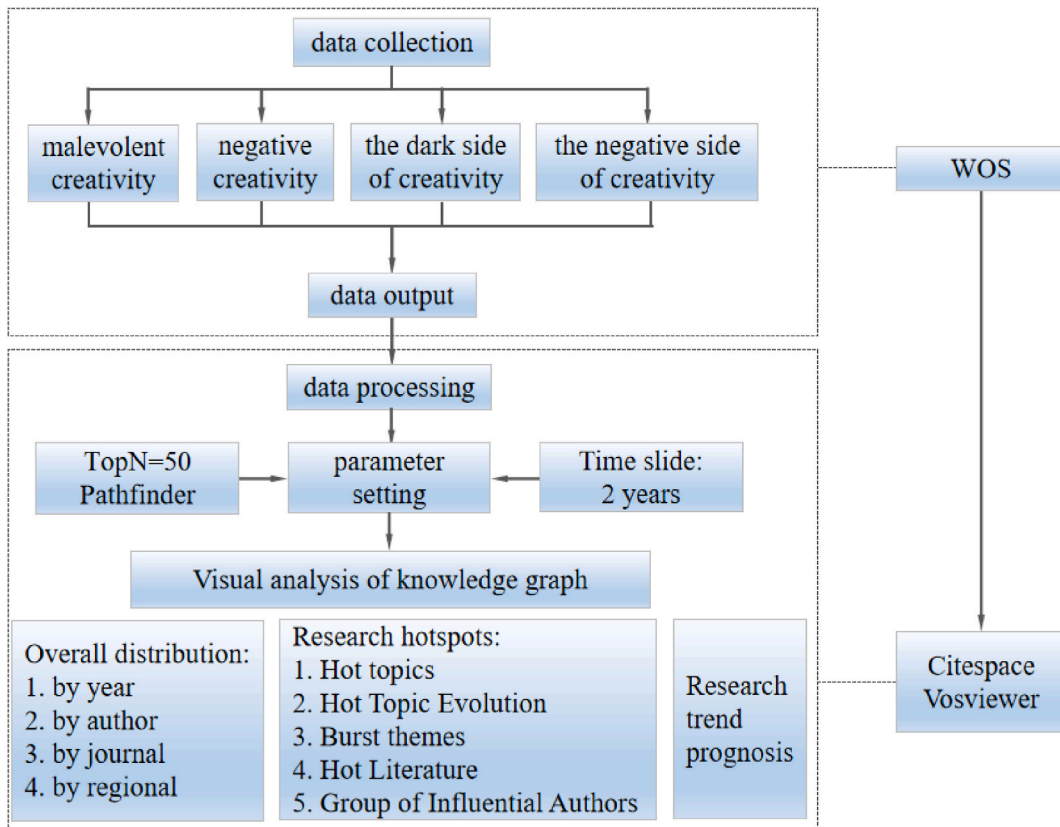 data collection
malevolent
creativity
negative
creativity
the dark side
of creativity
the negative side
of creativity
WOS
data output
data processing
TopN=50
Pathfinder
parameter
setting
Time slide:
2 years
Visual analysis of knowledge graph
Overall distribution:
1. by year
2. by author
3. by journal
4. by regional
Research hotspots:
1. Hot topics
2. Hot Topic Evolution
3. Burst themes
4. Hot Literature
5. Group of Influential Authors
Research
trend
prognosis
Citespace
Vosviewer